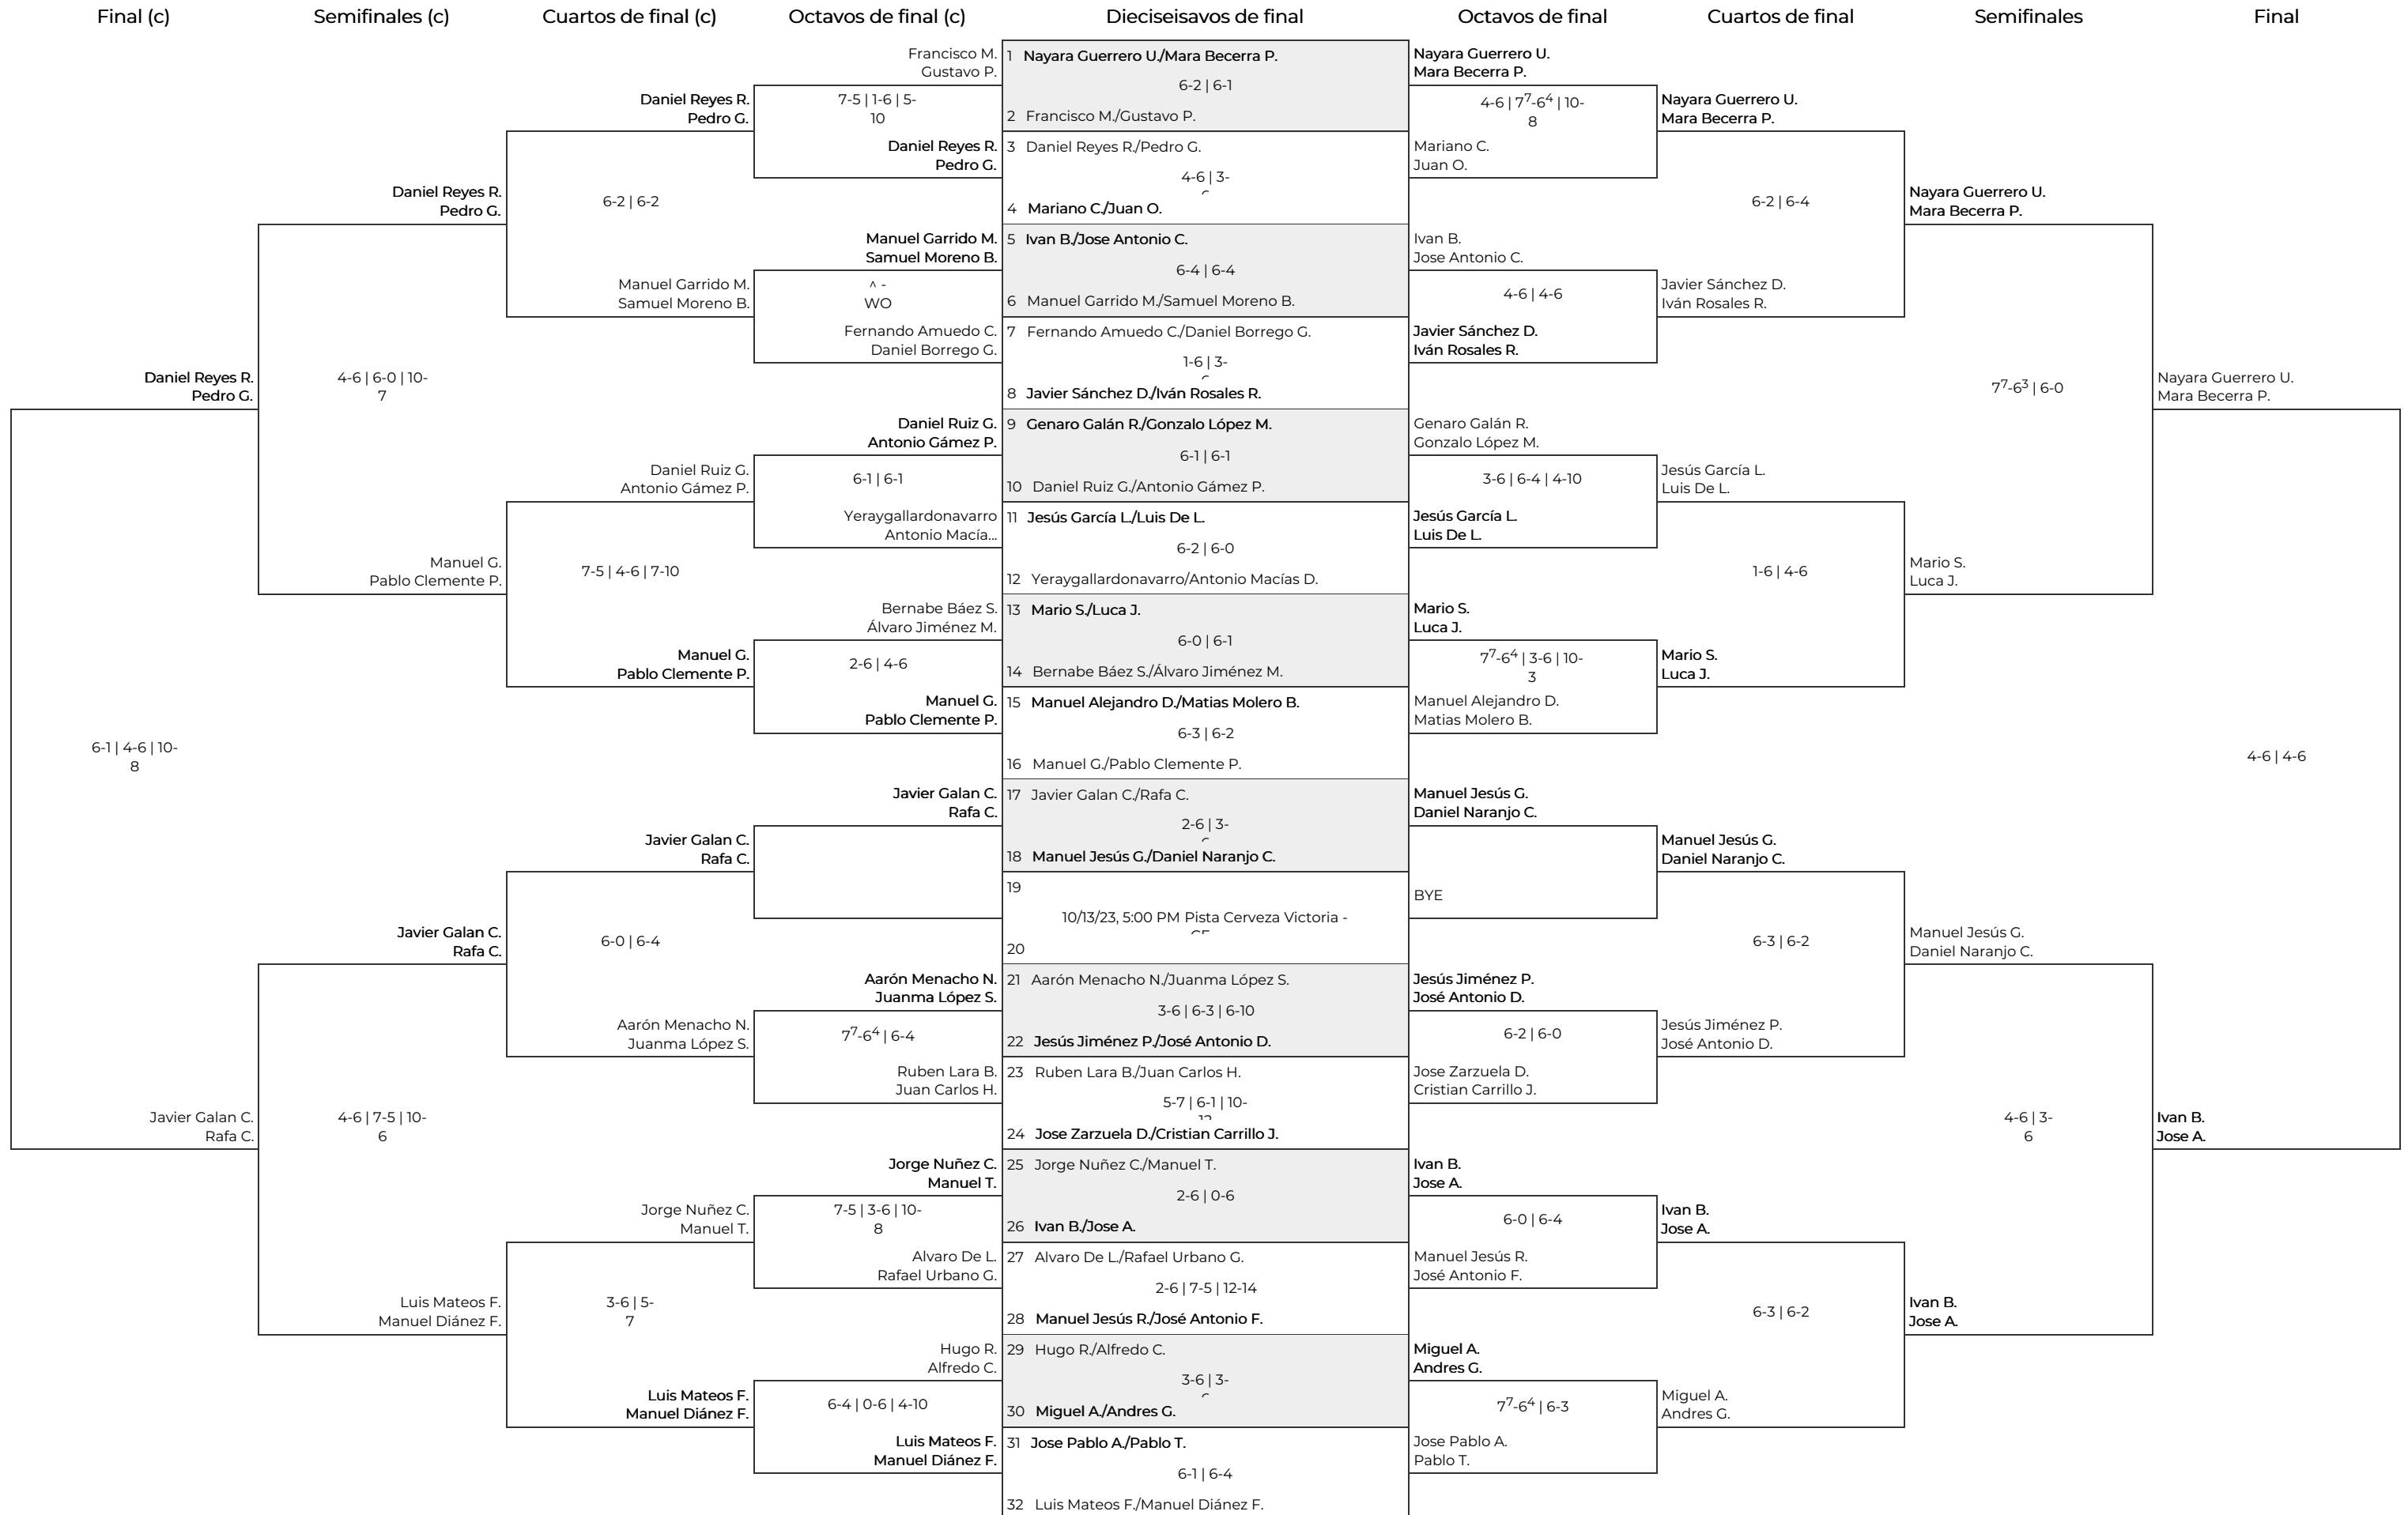 Final (c)
Semifinales (c)
Cuartos de final (c)
Octavos de final (c)
Dieciseisavos de final
Octavos de final
Cuartos de final
Semifinales
Final
Daniel Reyes R.
Pedro G.
6-1 | 4-6 | 10-
8
Javier Galan C.
Rafa C.
Daniel Reyes R.
Pedro G.
4-6 | 6-0 | 10-
7
Manuel G.
Pablo Clemente P.
Javier Galan C.
Rafa C.
4-6 | 7-5 | 10-
6
Luis Mateos F.
Manuel Diánez F.
Daniel Reyes R.
Pedro G.
6-2 | 6-2
Manuel Garrido M.
Samuel Moreno B.
Daniel Ruiz G.
Antonio Gámez P.
7-5 | 4-6 | 7-10
Manuel G.
Pablo Clemente P.
Javier Galan C.
Rafa C.
6-0 | 6-4
Aarón Menacho N.
Juanma López S.
Jorge Nuñez C.
Manuel T.
3-6 | 5-
7
Luis Mateos F.
Manuel Diánez F.
Francisco M.
Gustavo P.
7-5 | 1-6 | 5-
10
Daniel Reyes R.
Pedro G.
Manuel Garrido M.
Samuel Moreno B.
^ -
WO
Fernando Amuedo C.
Daniel Borrego G.
Daniel Ruiz G.
Antonio Gámez P.
6-1 | 6-1
Yeraygallardonavarro
Antonio Macía...
Bernabe Báez S.
Álvaro Jiménez M.
2-6 | 4-6
Manuel G.
Pablo Clemente P.
Javier Galan C.
Rafa C.
Aarón Menacho N.
Juanma López S.
7⁷-6⁴ | 6-4
Ruben Lara B.
Juan Carlos H.
Jorge Nuñez C.
Manuel T.
7-5 | 3-6 | 10-
8
Alvaro De L.
Rafael Urbano G.
Hugo R.
Alfredo C.
6-4 | 0-6 | 4-10
Luis Mateos F.
Manuel Diánez F.
1 Nayara Guerrero U./Mara Becerra P.
6-2 | 6-1
2 Francisco M./Gustavo P.
3 Daniel Reyes R./Pedro G.
4-6 | 3-
4 Mariano C./Juan O.
5 Ivan B./Jose Antonio C.
6-4 | 6-4
6 Manuel Garrido M./Samuel Moreno B.
7 Fernando Amuedo C./Daniel Borrego G.
1-6 | 3-
8 Javier Sánchez D./Iván Rosales R.
9 Genaro Galán R./Gonzalo López M.
6-1 | 6-1
10 Daniel Ruiz G./Antonio Gámez P.
11 Jesús García L./Luis De L.
6-2 | 6-0
12 Yeraygallardonavarro/Antonio Macías D.
13 Mario S./Luca J.
6-0 | 6-1
14 Bernabe Báez S./Álvaro Jiménez M.
15 Manuel Alejandro D./Matias Molero B.
6-3 | 6-2
16 Manuel G./Pablo Clemente P.
17 Javier Galan C./Rafa C.
2-6 | 3-
18 Manuel Jesús G./Daniel Naranjo C.
19
10/13/23, 5:00 PM Pista Cerveza Victoria -
20
21 Aarón Menacho N./Juanma López S.
3-6 | 6-3 | 6-10
22 Jesús Jiménez P./José Antonio D.
23 Ruben Lara B./Juan Carlos H.
5-7 | 6-1 | 10-
24 Jose Zarzuela D./Cristian Carrillo J.
25 Jorge Nuñez C./Manuel T.
2-6 | 0-6
26 Ivan B./Jose A.
27 Alvaro De L./Rafael Urbano G.
2-6 | 7-5 | 12-14
28 Manuel Jesús R./José Antonio F.
29 Hugo R./Alfredo C.
3-6 | 3-
30 Miguel A./Andres G.
31 Jose Pablo A./Pablo T.
6-1 | 6-4
32 Luis Mateos F./Manuel Diánez F.
Nayara Guerrero U.
Mara Becerra P.
4-6 | 7⁷-6⁴ | 10-
8
Mariano C.
Juan O.
Ivan B.
Jose Antonio C.
4-6 | 4-6
Javier Sánchez D.
Iván Rosales R.
Genaro Galán R.
Gonzalo López M.
3-6 | 6-4 | 4-10
Jesús García L.
Luis De L.
Mario S.
Luca J.
7⁷-6⁴ | 3-6 | 10-
3
Manuel Alejandro D.
Matias Molero B.
Manuel Jesús G.
Daniel Naranjo C.
BYE
Jesús Jiménez P.
José Antonio D.
6-2 | 6-0
Jose Zarzuela D.
Cristian Carrillo J.
Ivan B.
Jose A.
6-0 | 6-4
Manuel Jesús R.
José Antonio F.
Miguel A.
Andres G.
7⁷-6⁴ | 6-3
Jose Pablo A.
Pablo T.
Nayara Guerrero U.
Mara Becerra P.
6-2 | 6-4
Javier Sánchez D.
Iván Rosales R.
Jesús García L.
Luis De L.
1-6 | 4-6
Mario S.
Luca J.
Manuel Jesús G.
Daniel Naranjo C.
6-3 | 6-2
Jesús Jiménez P.
José Antonio D.
Ivan B.
Jose A.
6-3 | 6-2
Miguel A.
Andres G.
Nayara Guerrero U.
Mara Becerra P.
7⁷-6³ | 6-0
Mario S.
Luca J.
Manuel Jesús G.
Daniel Naranjo C.
4-6 | 3-
6
Ivan B.
Jose A.
Nayara Guerrero U.
Mara Becerra P.
4-6 | 4-6
Ivan B.
Jose A.